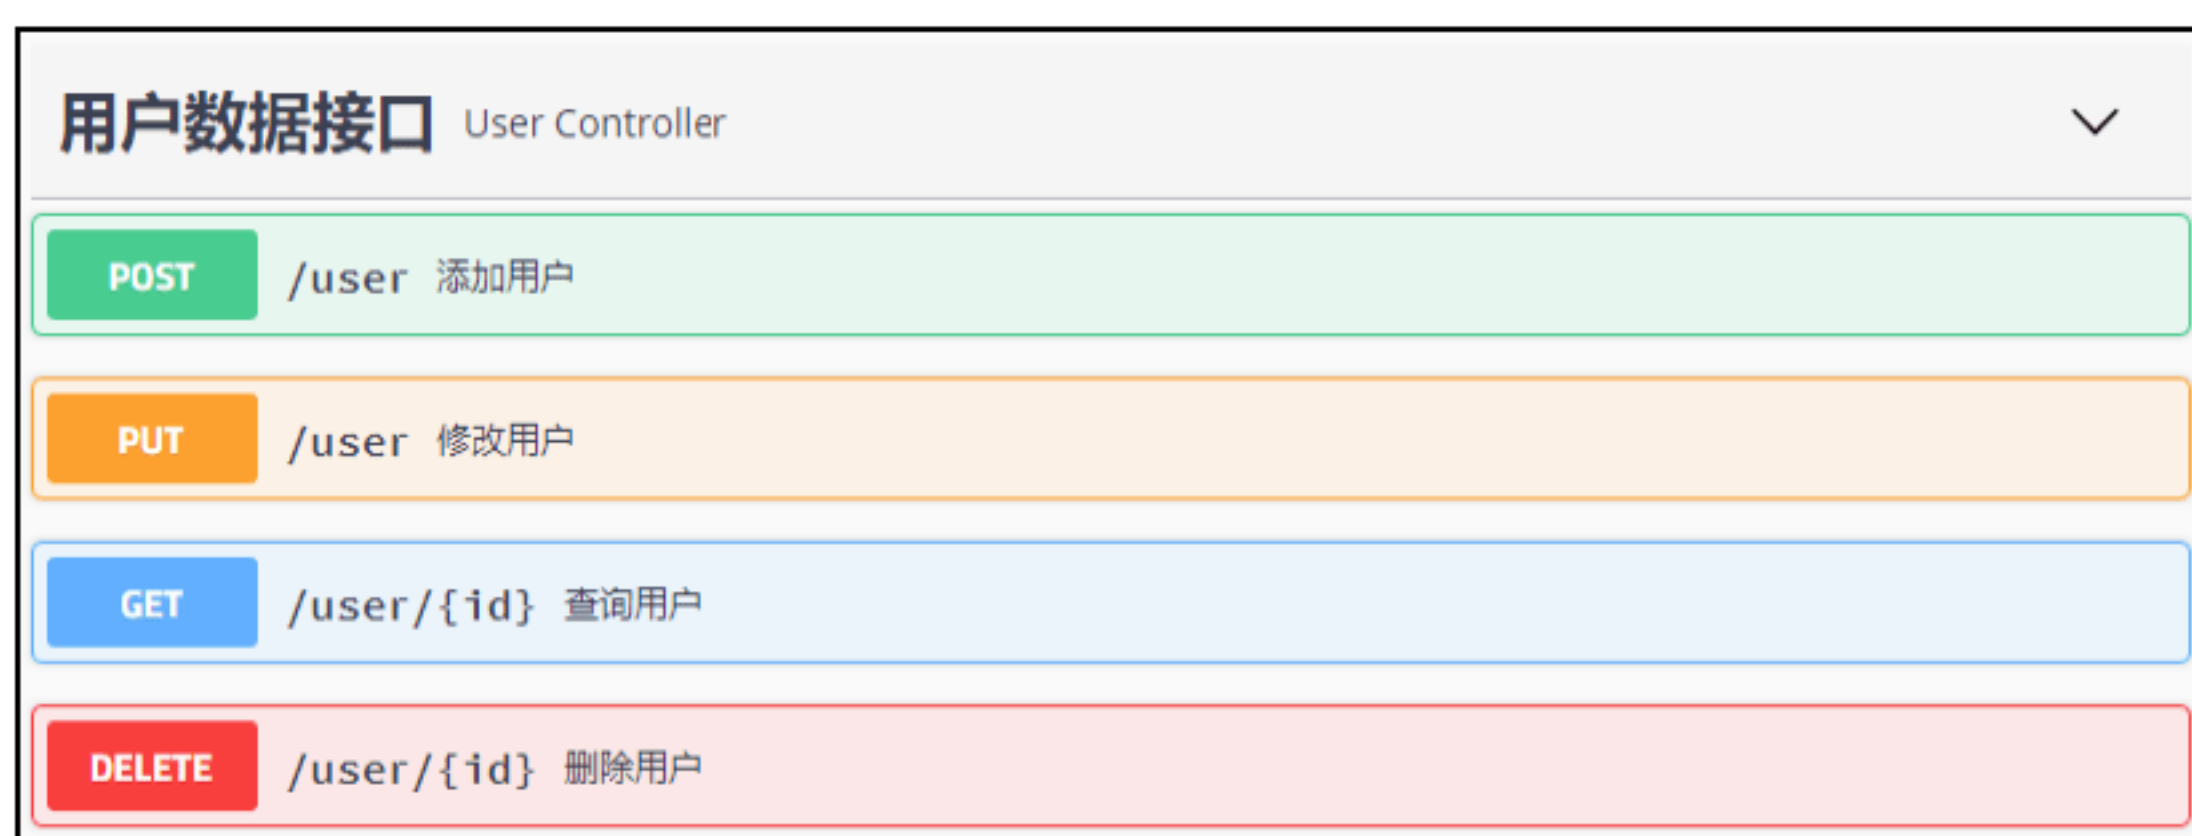 用户数据接口 User Controller
POST /user 添加用户
PUT /user 修改用户
GET /user/{id} 查询用户
DELETE /user/{id} 删除用户